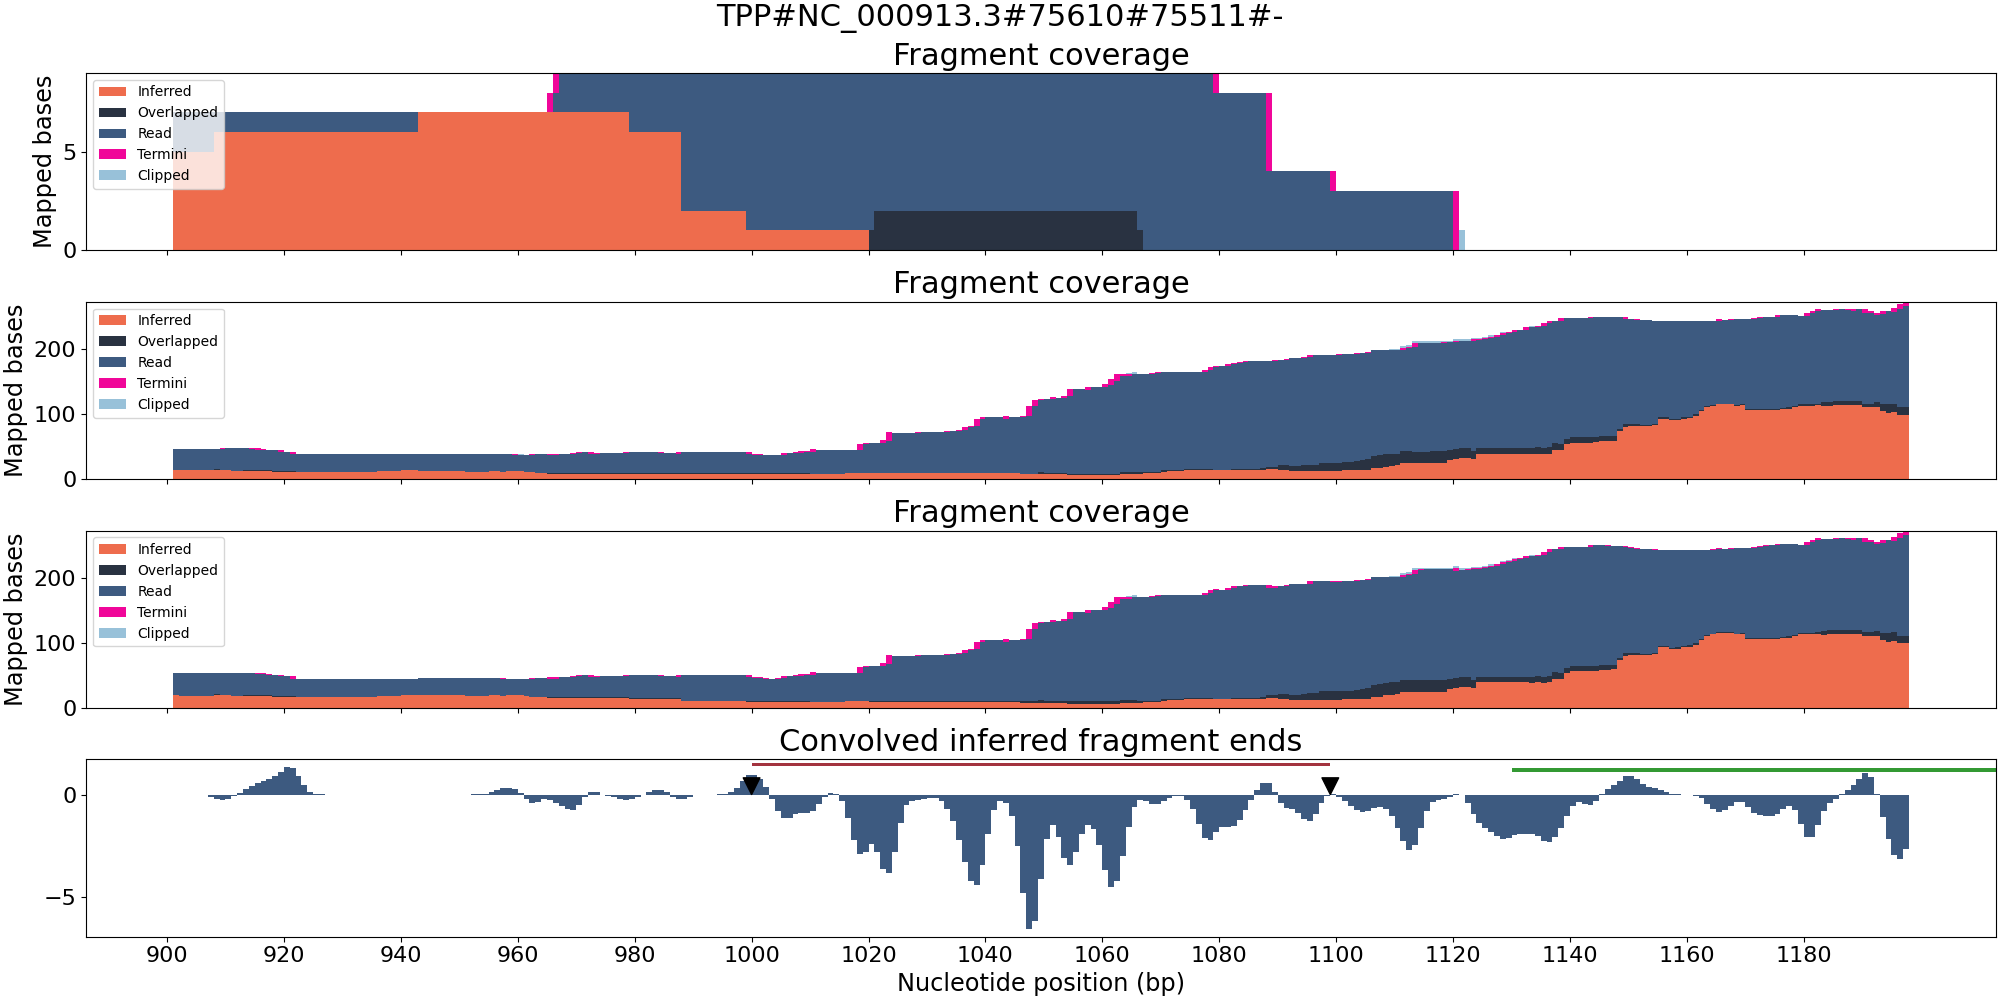 TPP#NC_000913.3#75610#75511#-
Fragment coverage
Mapped bases
5
0
Inferred
Overlapped
Read
Termini
Clipped
Fragment coverage
Mapped bases
200
100
0
Inferred
Overlapped
Read
Termini
Clipped
Fragment coverage
Mapped bases
200
100
0
Inferred
Overlapped
Read
Termini
Clipped
Convolved inferred fragment ends
0
−5
900 920 940 960 980 1000 1020 1040 1060 1080 1100 1120 1140 1160 1180
Nucleotide position (bp)